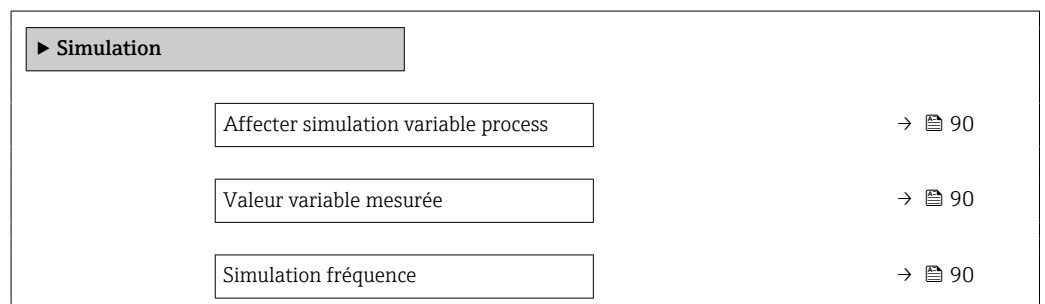 ▶ Simulation
Affecter simulation variable process → 90
Valeur variable mesurée → 90
Simulation fréquence → 90